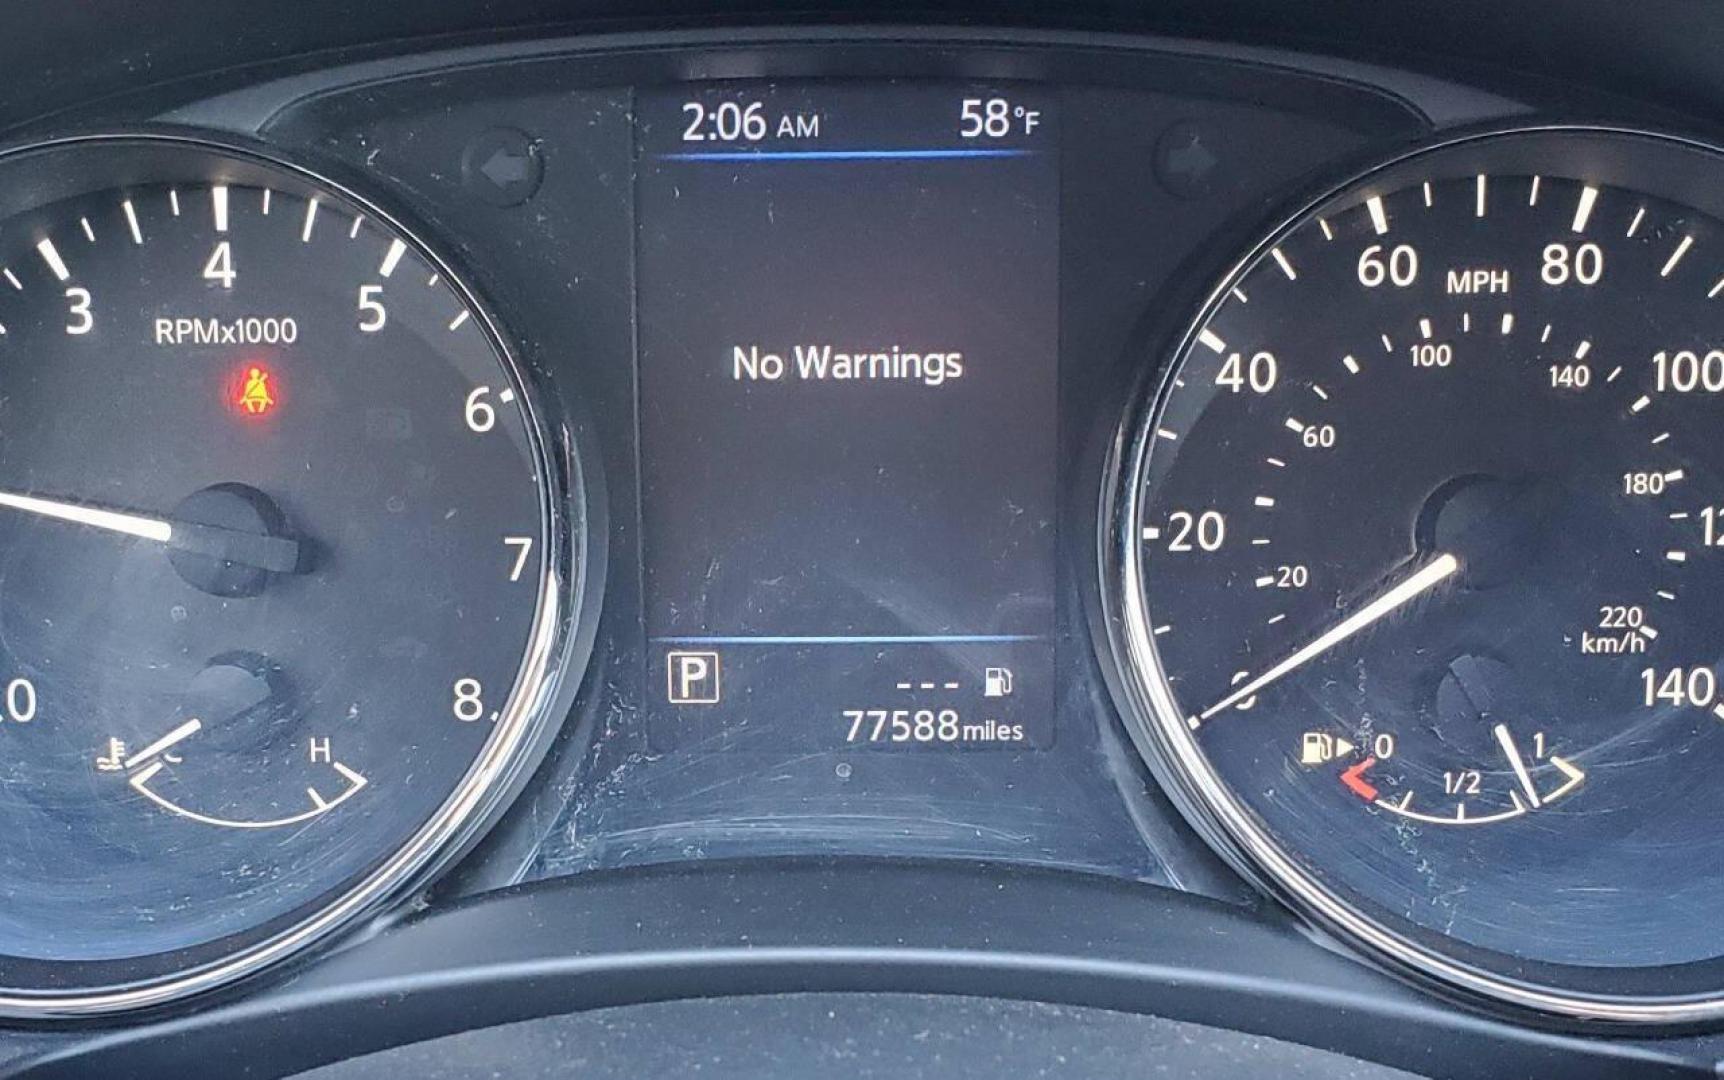 2:06 AM 58°F
No Warnings
P ---
77588 miles
3 4 5 6 7 8
RPMx1000
0
C H
20 40 60 80 100
MPH
140
20 60 100 140 180 220
km/h
0 1/2 1